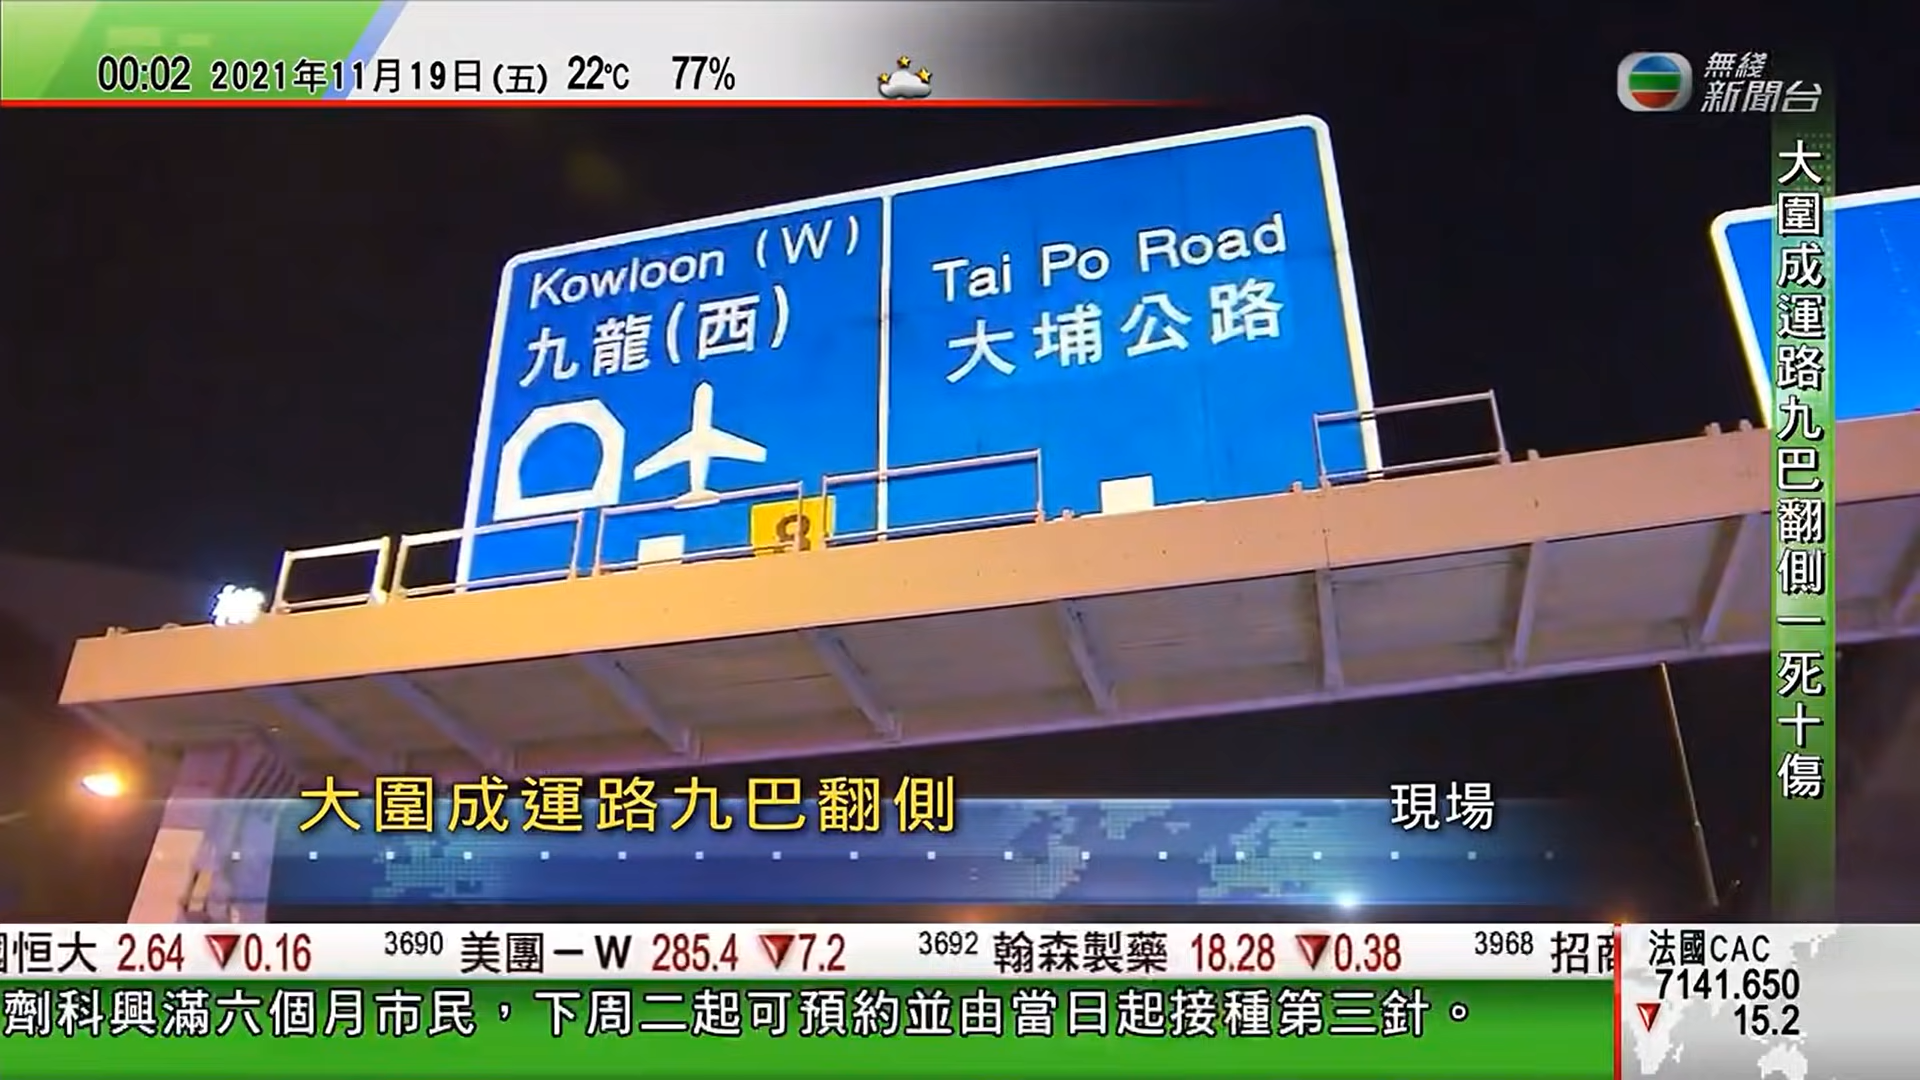 00:02 2021年11月19日(五) 22℃ 77%
無綫
新聞台
大圍成運路九巴翻側一死十傷
Kowloon (W)
九龍(西)
Tai Po Road
大埔公路
大圍成運路九巴翻側
現場
恒大 2.64 ▼0.16 3690 美團－W 285.4 ▼7.2 3692 翰森製藥 18.28 ▼0.38 3968 招商
法國CAC
7141.650
▼ 15.2
劑科興滿六個月市民，下周二起可預約並由當日起接種第三針。